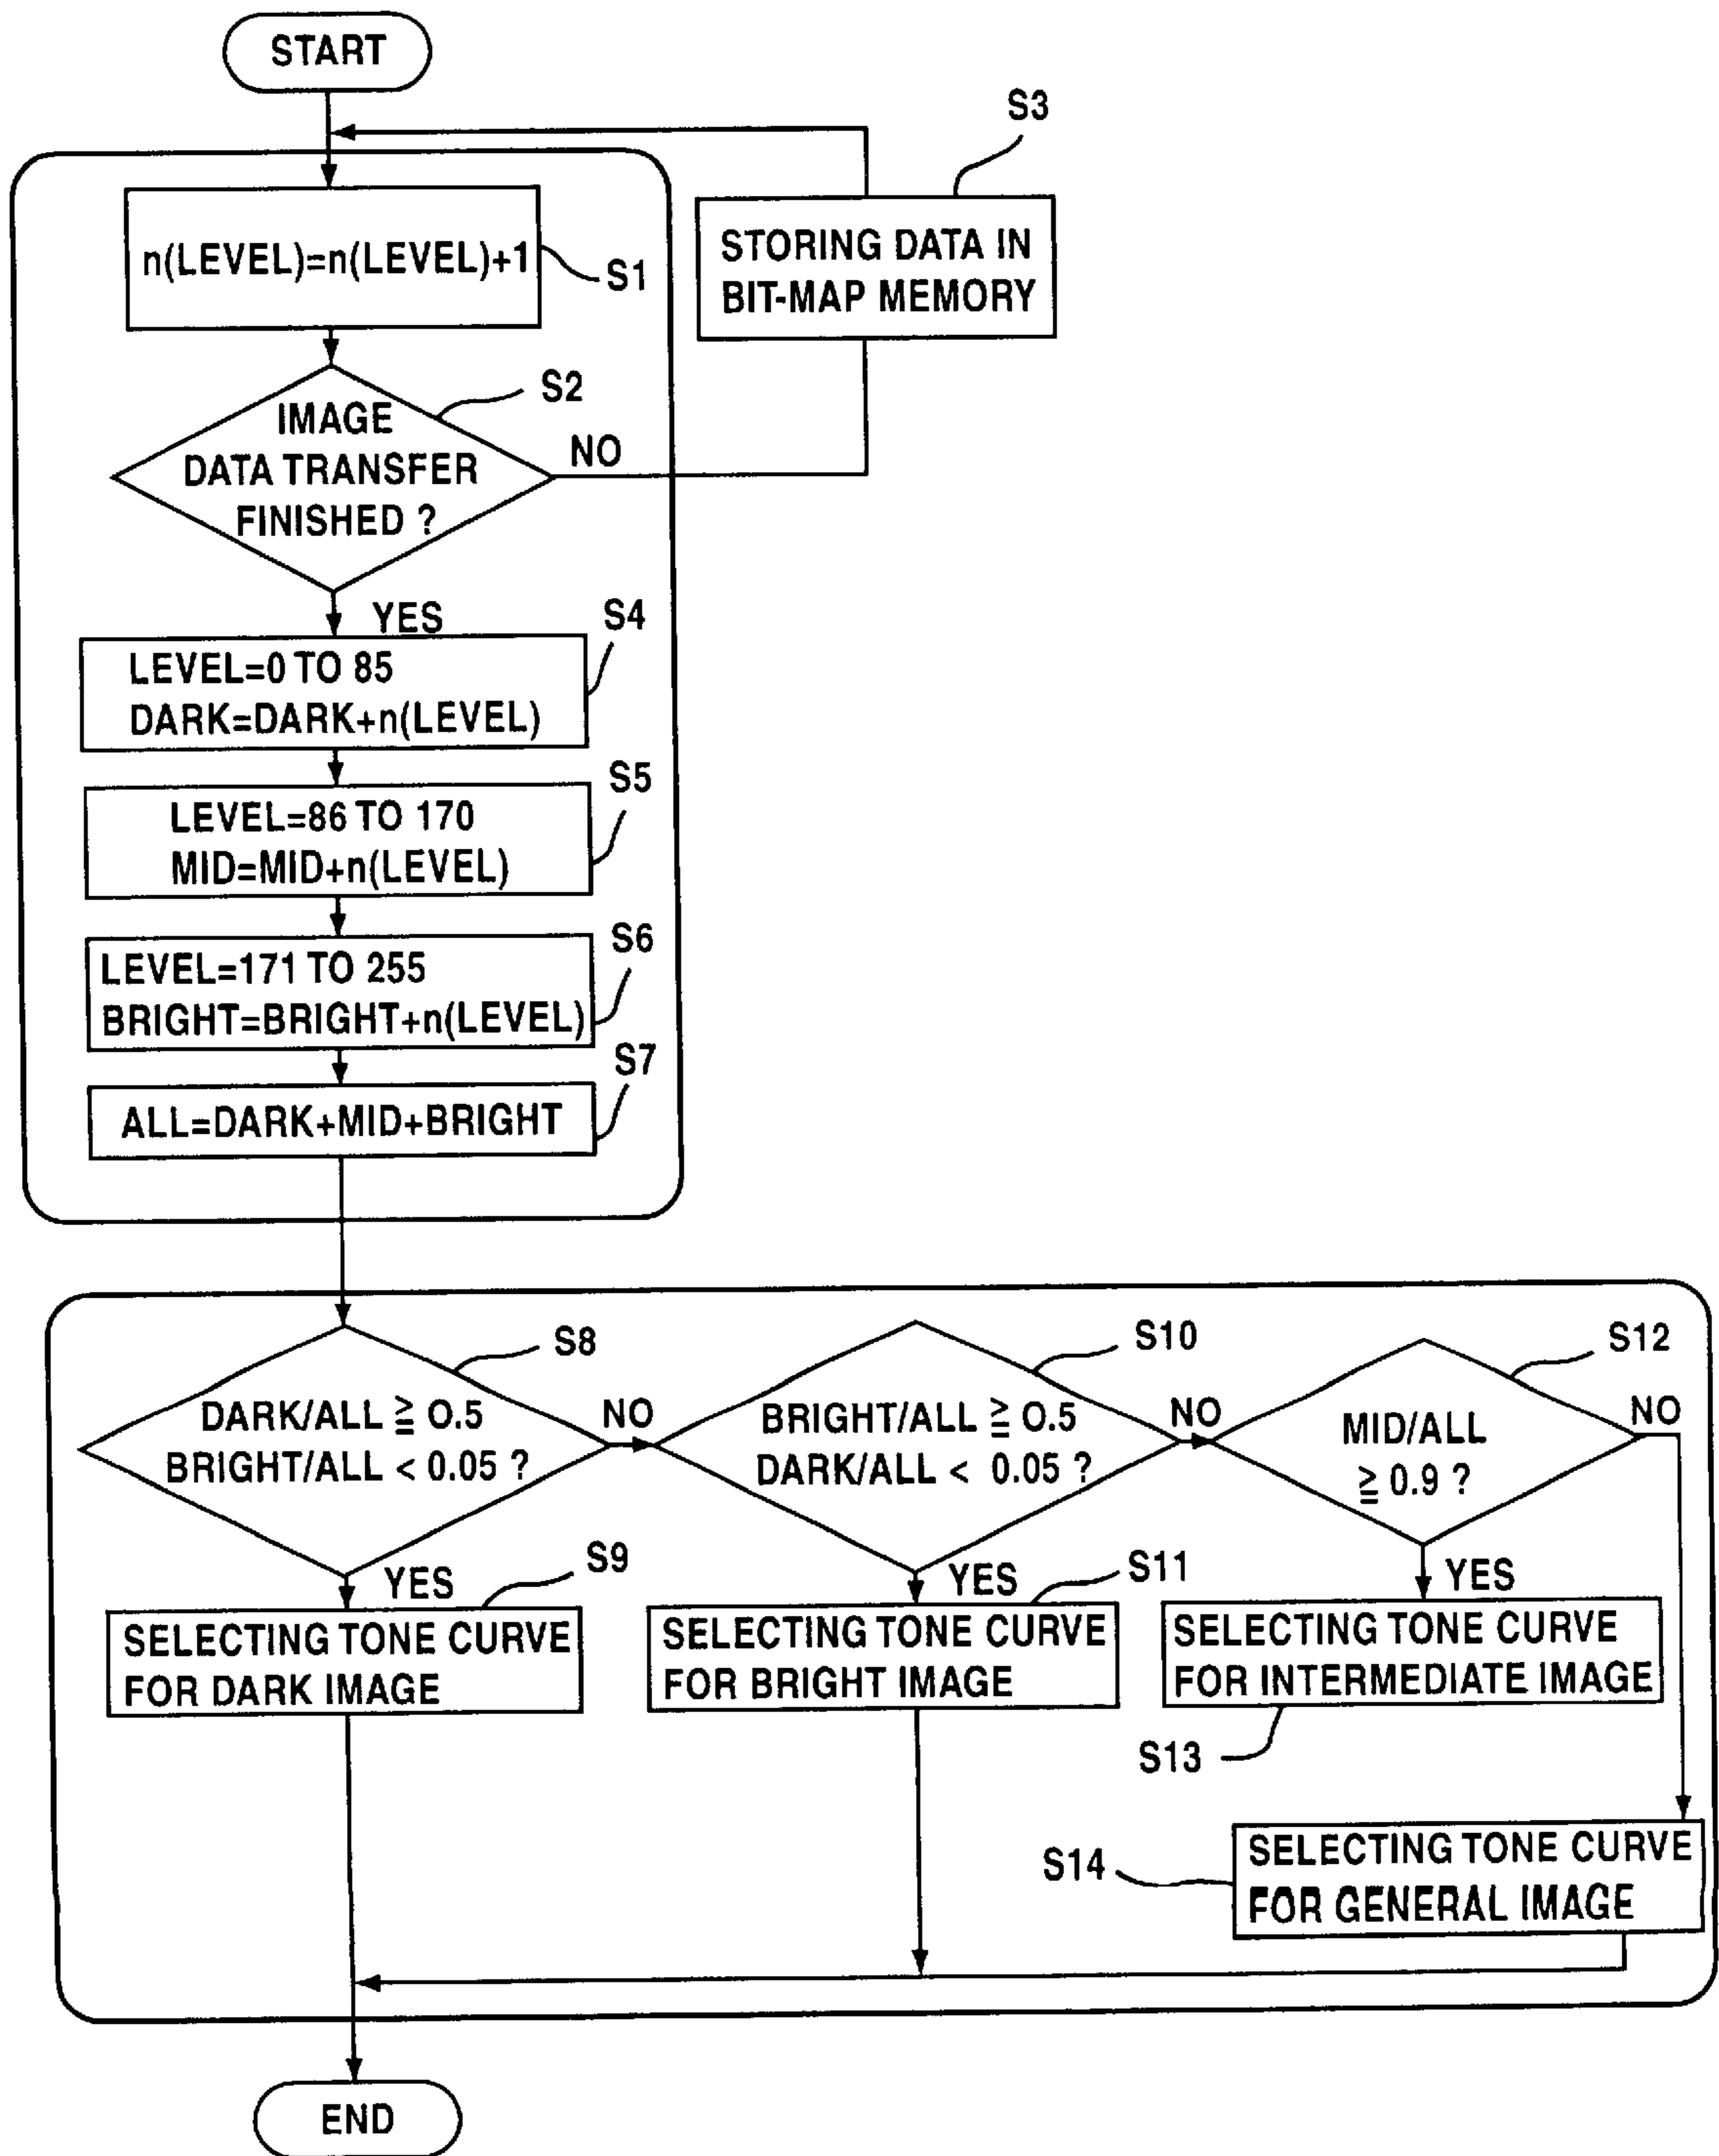 START
S3
n(LEVEL)=n(LEVEL)+1
S1
STORING DATA IN
BIT-MAP MEMORY
S2
IMAGE
DATA TRANSFER
FINISHED ?
NO
YES
S4
LEVEL=0 TO 85
DARK=DARK+n(LEVEL)
S5
LEVEL=86 TO 170
MID=MID+n(LEVEL)
S6
LEVEL=171 TO 255
BRIGHT=BRIGHT+n(LEVEL)
S7
ALL=DARK+MID+BRIGHT
S8
DARK/ALL ≧ 0.5
BRIGHT/ALL < 0.05 ?
NO
YES
S9
SELECTING TONE CURVE
FOR DARK IMAGE
S10
BRIGHT/ALL ≧ 0.5
DARK/ALL < 0.05 ?
NO
YES
S11
SELECTING TONE CURVE
FOR BRIGHT IMAGE
S12
MID/ALL
≧ 0.9 ?
NO
YES
SELECTING TONE CURVE
FOR INTERMEDIATE IMAGE
S13
S14
SELECTING TONE CURVE
FOR GENERAL IMAGE
END